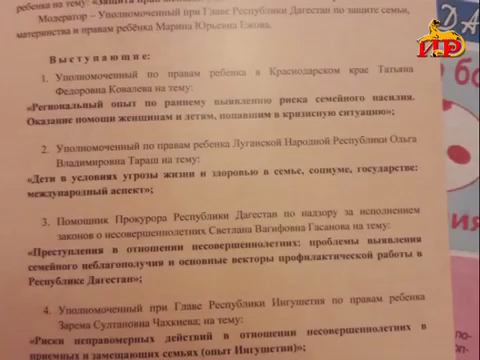 ребенка на тему: «Защита прав
Модератор – Уполномоченный при Главе Республики Дагестан по защите семьи,
материнства и правам ребёнка Марина Юрьевна Ежова.
Выступающие:
1. Уполномоченный по правам ребенка в Краснодарском крае Татьяна
Федоровна Ковалева на тему:
«Региональный опыт по раннему выявлению риска семейного насилия.
Оказание помощи женщинам и детям, попавшим в кризисную ситуацию»;
2. Уполномоченный по правам ребенка Луганской Народной Республики Ольга
Владимировна Тараш на тему:
«Дети в условиях угрозы жизни и здоровью в семье, социуме, государстве:
международный аспект»;
3. Помощник Прокурора Республики Дагестан по надзору за исполнением
законов о несовершеннолетних Светлана Вагифовна Гасанова на тему:
«Преступления в отношении несовершеннолетних: проблемы выявления
семейного неблагополучия и основные векторы профилактической работы в
Республике Дагестан»;
4. Уполномоченный при Главе Республики Ингушетия по правам ребенка
Зарема Султановна Чахкиева; на тему:
«Риски неправомерных действий в отношении несовершеннолетних в
приемных и замещающих семьях (опыт Ингушетии)»;
ИР